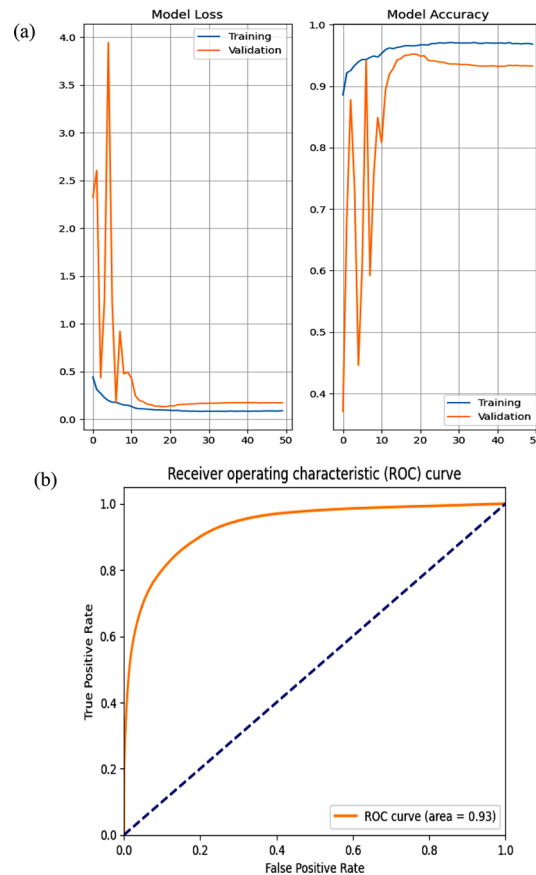 (a)
Model Loss
Training
Validation
4.0
3.5
3.0
2.5
2.0
1.5
1.0
0.5
0.0
0 10 20 30 40 50
Model Accuracy
1.0
0.9
0.8
0.7
0.6
0.5
0.4
Training
Validation
0 10 20 30 40 50
(b)
Receiver operating characteristic (ROC) curve
True Positive Rate
1.0
0.8
0.6
0.4
0.2
0.0
ROC curve (area = 0.93)
0.0 0.2 0.4 0.6 0.8 1.0
False Positive Rate